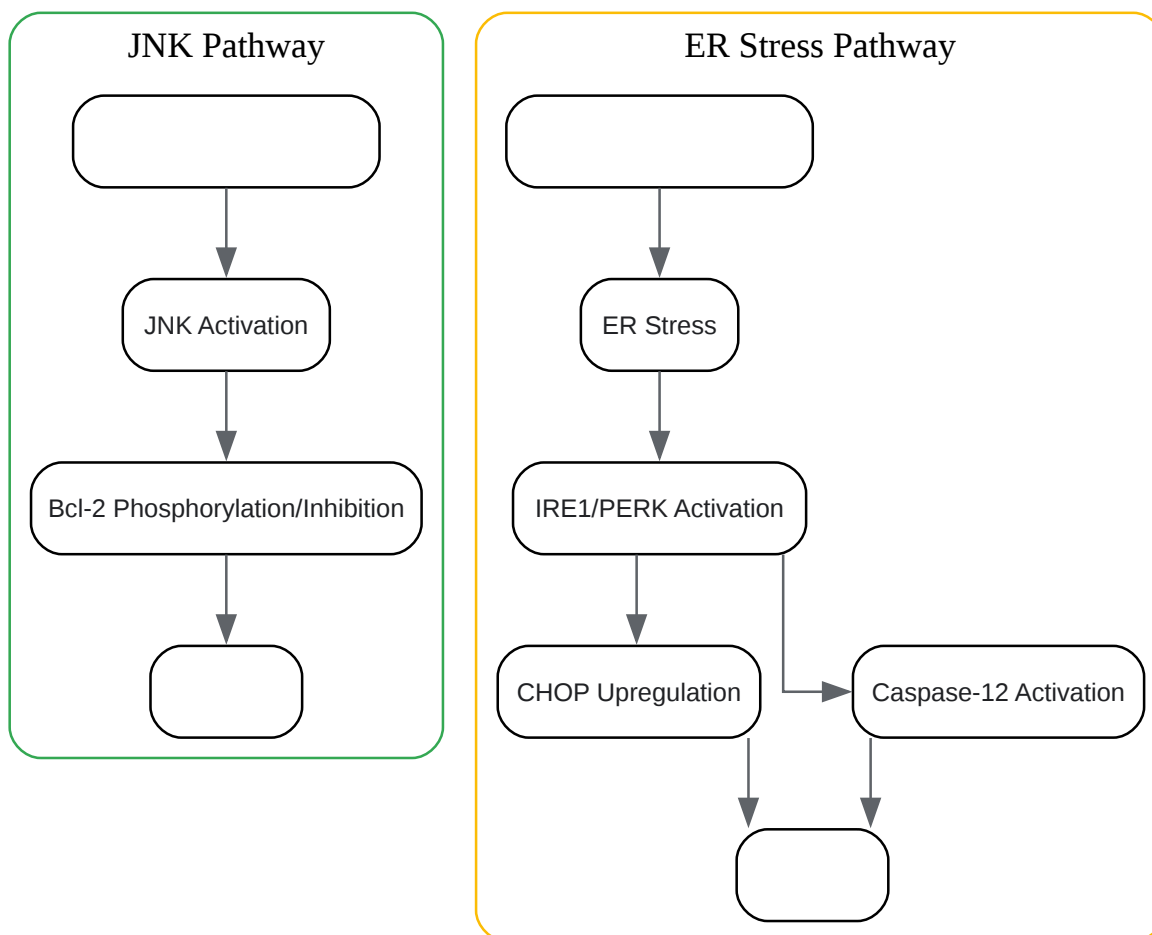 JNK Pathway
JNK Activation
Bcl-2 Phosphorylation/Inhibition
ER Stress Pathway
ER Stress
IRE1/PERK Activation
CHOP Upregulation
Caspase-12 Activation